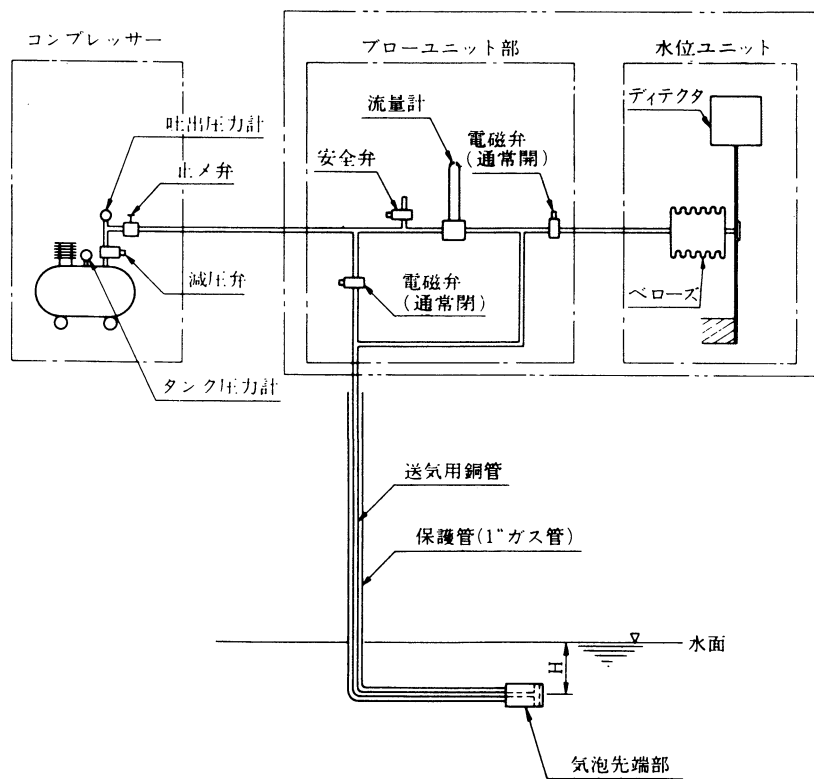 コンプレッサー
ブローユニット部
水位ユニット
ディテクタ
吐出圧力計
流量計
電磁弁
(通常開)
安全弁
止メ弁
減圧弁
電磁弁
(通常閉)
ベローズ
タンク圧力計
送気用銅管
保護管(1"ガス管)
水面
H
気泡先端部